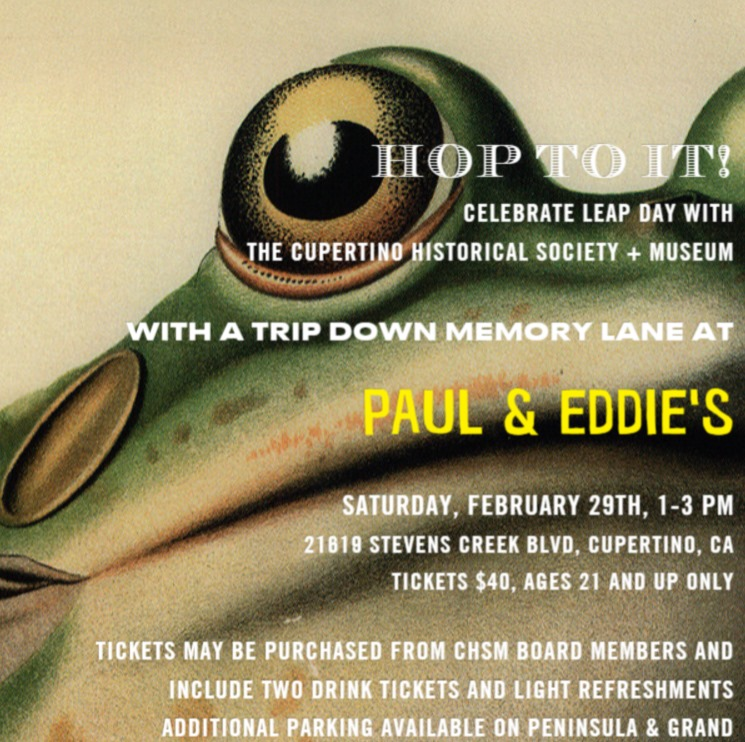 HOP TO IT!
CELEBRATE LEAP DAY WITH
THE CUPERTINO HISTORICAL SOCIETY + MUSEUM
WITH A TRIP DOWN MEMORY LANE AT
PAUL & EDDIE'S
SATURDAY, FEBRUARY 29TH, 1-3 PM
21619 STEVENS CREEK BLVD, CUPERTINO, CA
TICKETS $40, AGES 21 AND UP ONLY
TICKETS MAY BE PURCHASED FROM CHSM BOARD MEMBERS AND
INCLUDE TWO DRINK TICKETS AND LIGHT REFRESHMENTS
ADDITIONAL PARKING AVAILABLE ON PENINSULA & GRAND